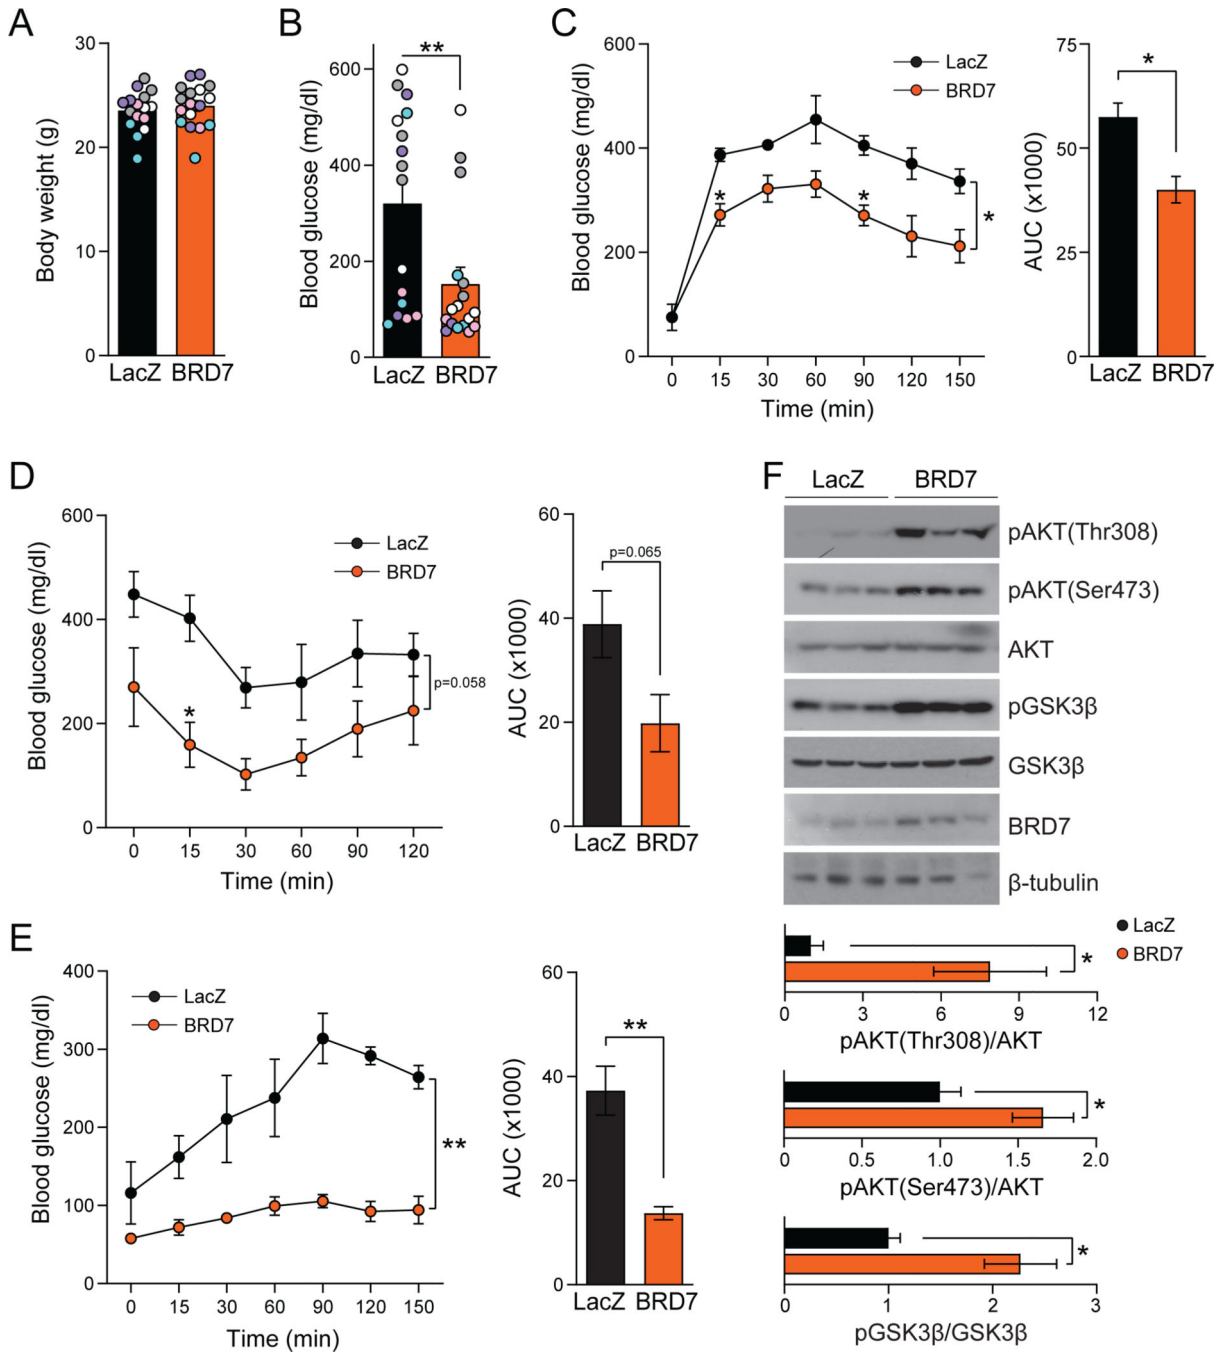 A
Body weight (g)
30
20
10
0
LacZ BRD7
B
Blood glucose (mg/dl)
**
600
400
200
0
LacZ BRD7
C
Blood glucose (mg/dl)
600
400
200
0
LacZ
BRD7
*
*
*
0 15 30 60 90 120 150
Time (min)
AUC (x1000)
75
50
25
0
*
LacZ BRD7
D
Blood glucose (mg/dl)
600
400
200
0
LacZ
BRD7
*
p=0.058
0 15 30 60 90 120
Time (min)
AUC (x1000)
60
40
20
0
p=0.065
LacZ BRD7
E
Blood glucose (mg/dl)
400
300
200
100
0
LacZ
BRD7
**
0 15 30 60 90 120 150
Time (min)
AUC (x1000)
60
40
20
0
**
LacZ BRD7
F
LacZ BRD7
pAKT(Thr308)
pAKT(Ser473)
AKT
pGSK3β
GSK3β
BRD7
β-tubulin
LacZ
BRD7
*
0 3 6 9 12
pAKT(Thr308)/AKT
*
0 0.5 1.0 1.5 2.0
pAKT(Ser473)/AKT
*
0 1 2 3
pGSK3β/GSK3β